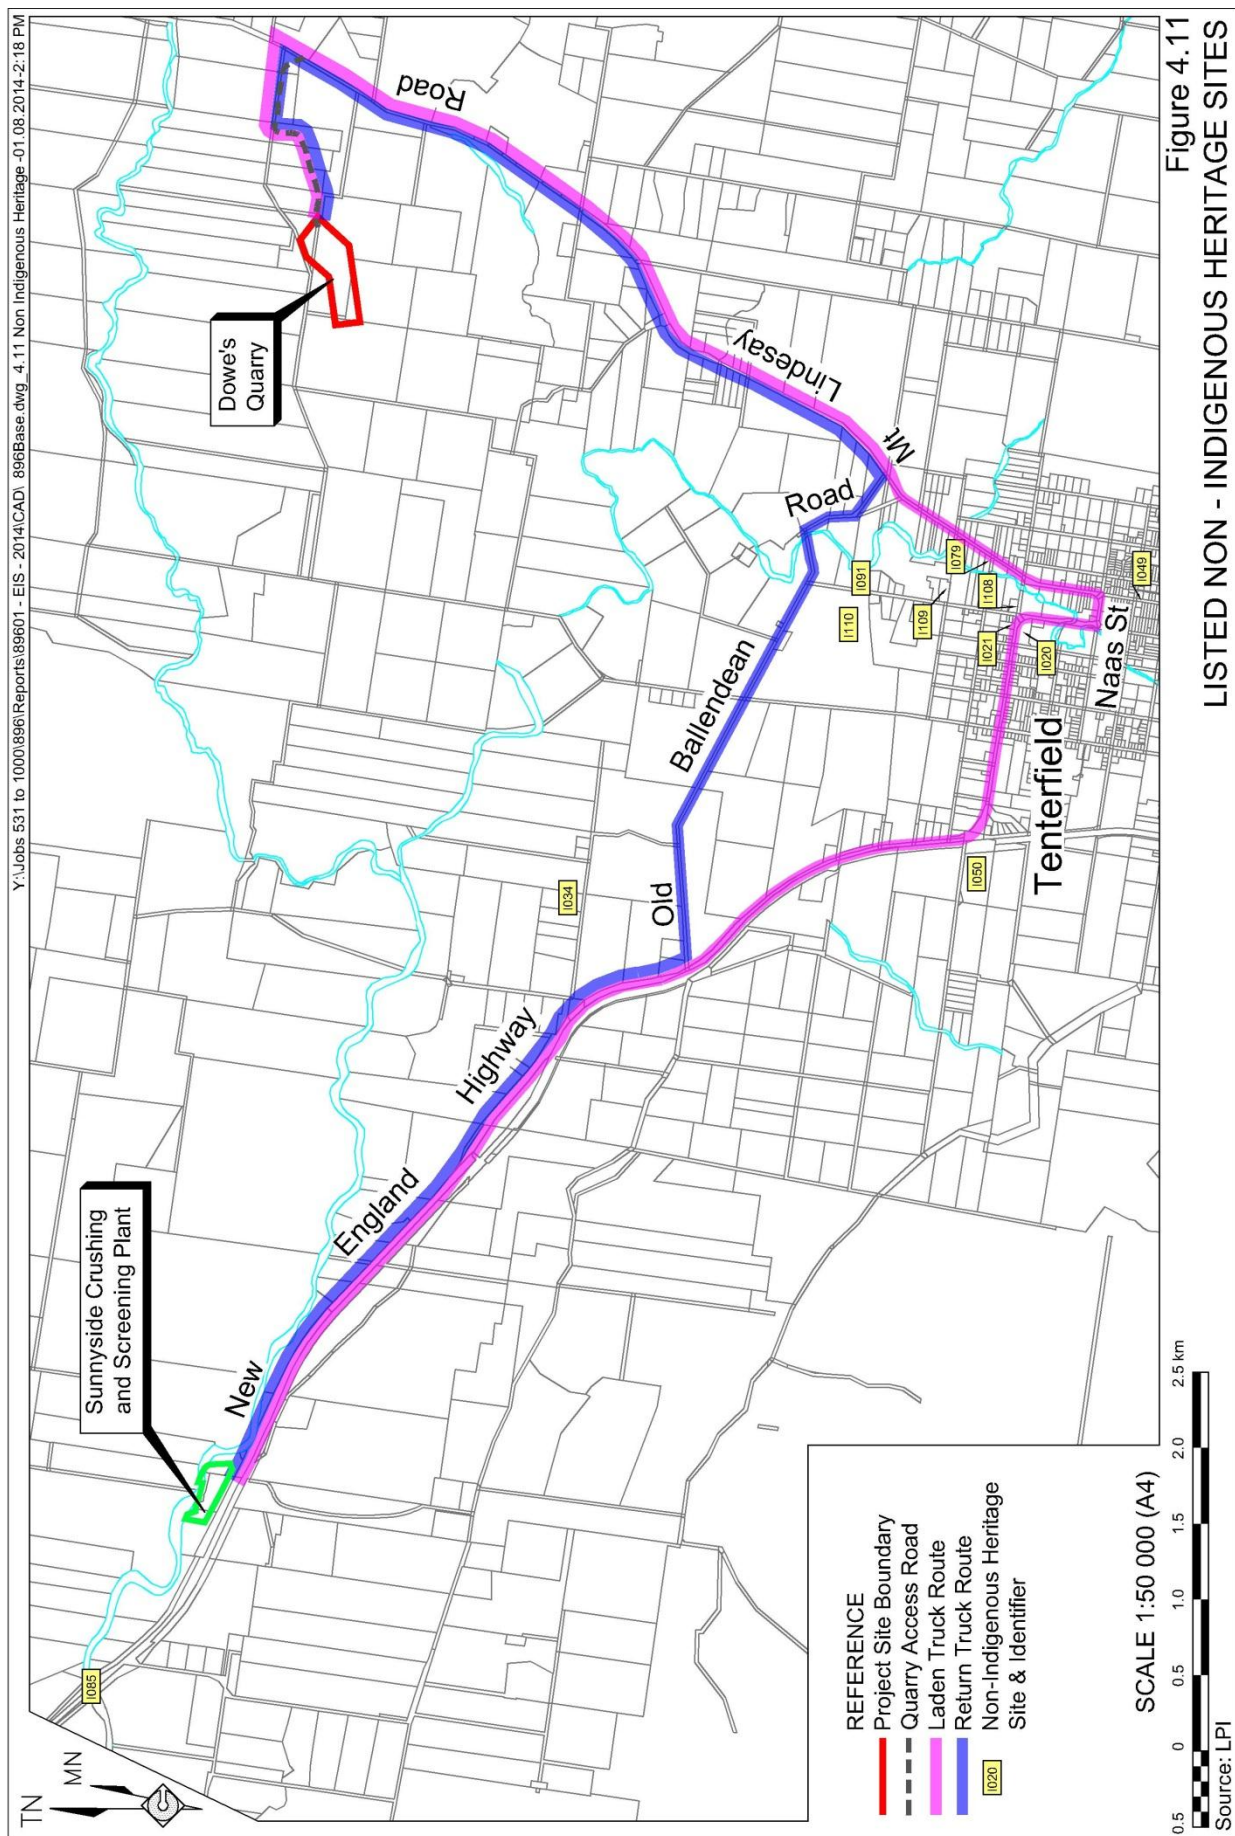 Y:\Jobs 531 to 1000\896\Reports\89601 - EIS - 2014\CAD\ 896Base.dwg_4.11 Non Indigenous Heritage -01.08.2014-2:18 PM
TN
MN
I085
Sunnyside Crushing
and Screening Plant
Dowe's
Quarry
New
England
Highway
Road
I034
Old
Ballendean
Road
Lindesay
Mt
I110
I091
I109
I079
I108
I021
I020
I050
I049
Tenterfield
Naas St
REFERENCE
Project Site Boundary
Quarry Access Road
Laden Truck Route
Return Truck Route
I020
Non-Indigenous Heritage
Site & Identifier
SCALE 1:50 000 (A4)
0.5 0 0.5 1.0 1.5 2.0 2.5 km
Source: LPI
Figure 4.11
LISTED NON - INDIGENOUS HERITAGE SITES